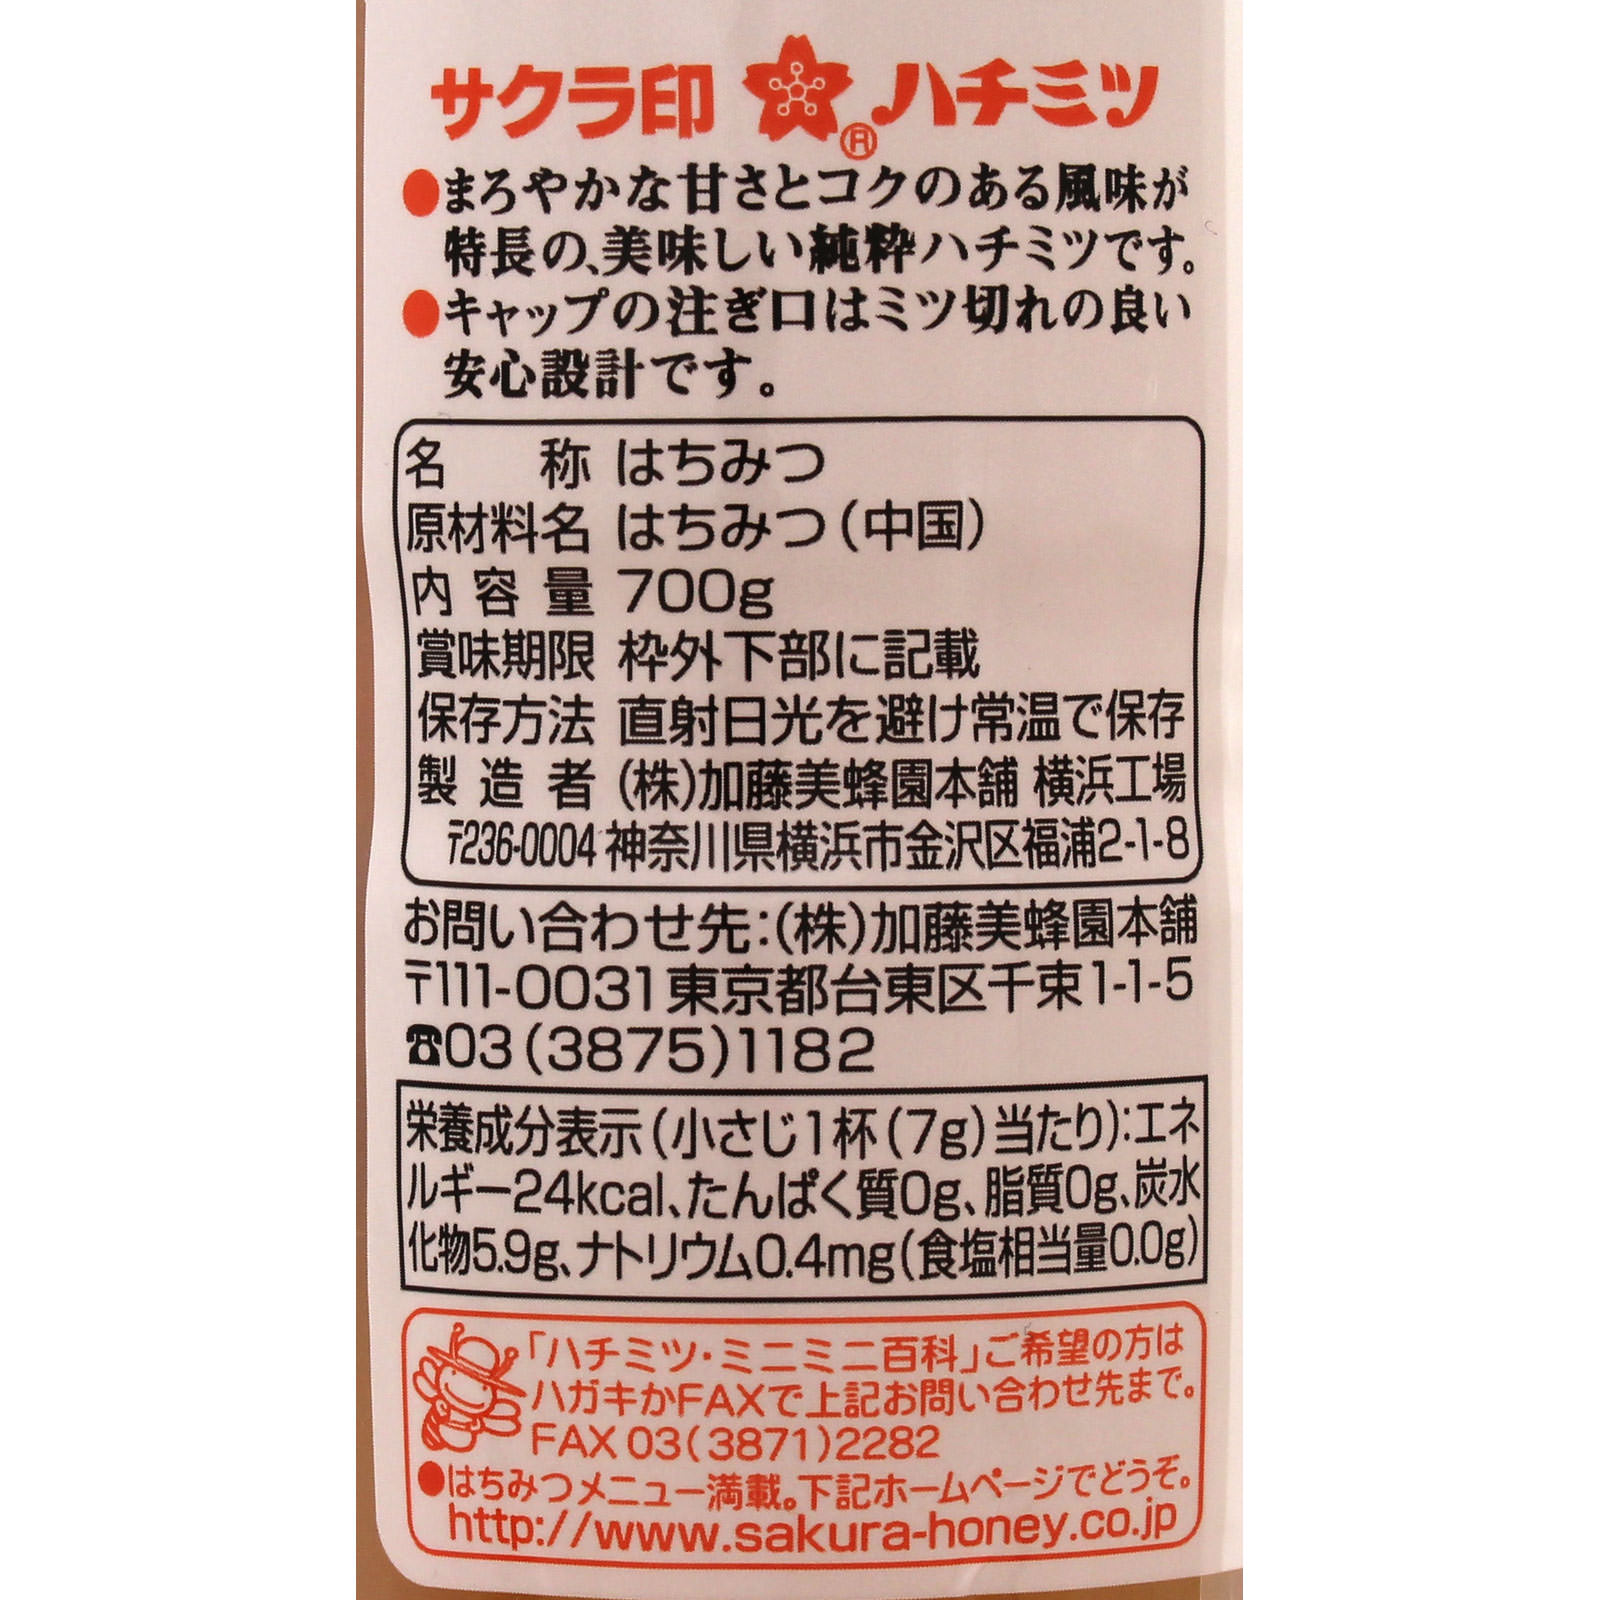 サクラ印 ® ハチミツ
●まろやかな甘さとコクのある風味が
特長の、美味しい純粋ハチミツです。
●キャップの注ぎ口はミツ切れの良い
安心設計です。
名称 はちみつ
原材料名 はちみつ(中国)
内容量 700g
賞味期限 枠外下部に記載
保存方法 直射日光を避け常温で保存
製造者 (株)加藤美蜂園本舗 横浜工場
〒236-0004 神奈川県横浜市金沢区福浦2-1-8
お問い合わせ先:(株)加藤美蜂園本舗
〒111-0031 東京都台東区千束1-1-5
☎03(3875)1182
栄養成分表示(小さじ1杯(7g)当たり):エネ
ルギー24kcal、たんぱく質0g、脂質0g、炭水
化物5.9g、ナトリウム0.4mg(食塩相当量0.0g)
「ハチミツ・ミニミニ百科」ご希望の方は
ハガキかFAXで上記お問い合わせ先まで。
FAX 03(3871)2282
●はちみつメニュー満載。下記ホームページでどうぞ。
http://www.sakura-honey.co.jp